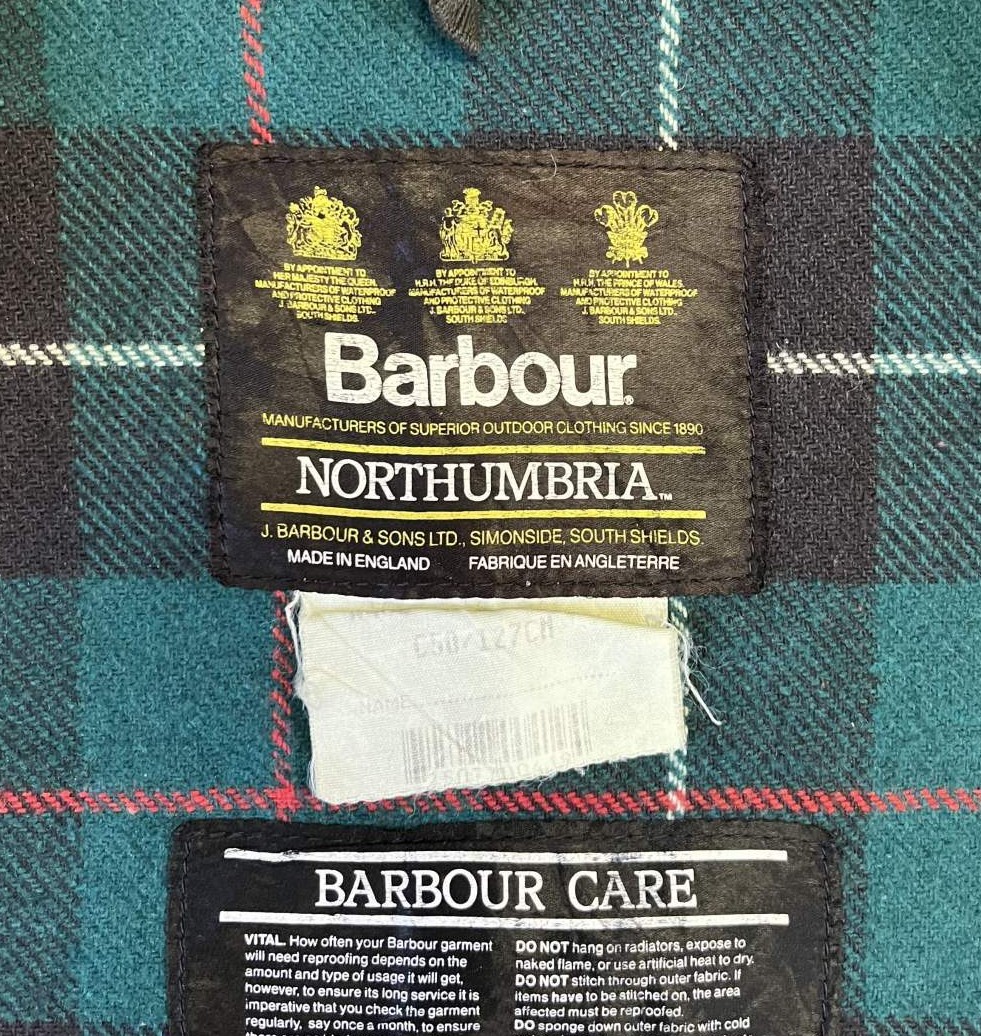 BY APPOINTMENT TO
HER MAJESTY THE QUEEN.
MANUFACTURERS OF WATERPROOF
AND PROTECTIVE CLOTHING
J. BARBOUR & SONS LTD.,
SOUTH SHIELDS.
BY APPOINTMENT TO
H.R.H. THE DUKE OF EDINBURGH.
MANUFACTURERS OF WATERPROOF
AND PROTECTIVE CLOTHING
J. BARBOUR & SONS LTD.,
SOUTH SHIELDS
BY APPOINTMENT TO
H.R.H. THE PRINCE OF WALES.
MANUFACTURERS OF WATERPROOF
AND PROTECTIVE CLOTHING
J. BARBOUR & SONS LTD.,
SOUTH SHIELDS.
Barbour®
MANUFACTURERS OF SUPERIOR OUTDOOR CLOTHING SINCE 1890
NORTHUMBRIA™
J. BARBOUR & SONS LTD., SIMONSIDE, SOUTH SHIELDS.
MADE IN ENGLAND FABRIQUE EN ANGLETERRE
C50/127CM
NAME
BARBOUR CARE
VITAL. How often your Barbour garment
will need reproofing depends on the
amount and type of usage it will get,
however, to ensure its long service it is
imperative that you check the garment
regularly, say once a month, to ensure
DO NOT hang on radiators, expose to
naked flame, or use artificial heat to dry.
DO NOT stitch through outer fabric. If
items have to be stitched on, the area
affected must be reproofed.
DO sponge down outer fabric with cold